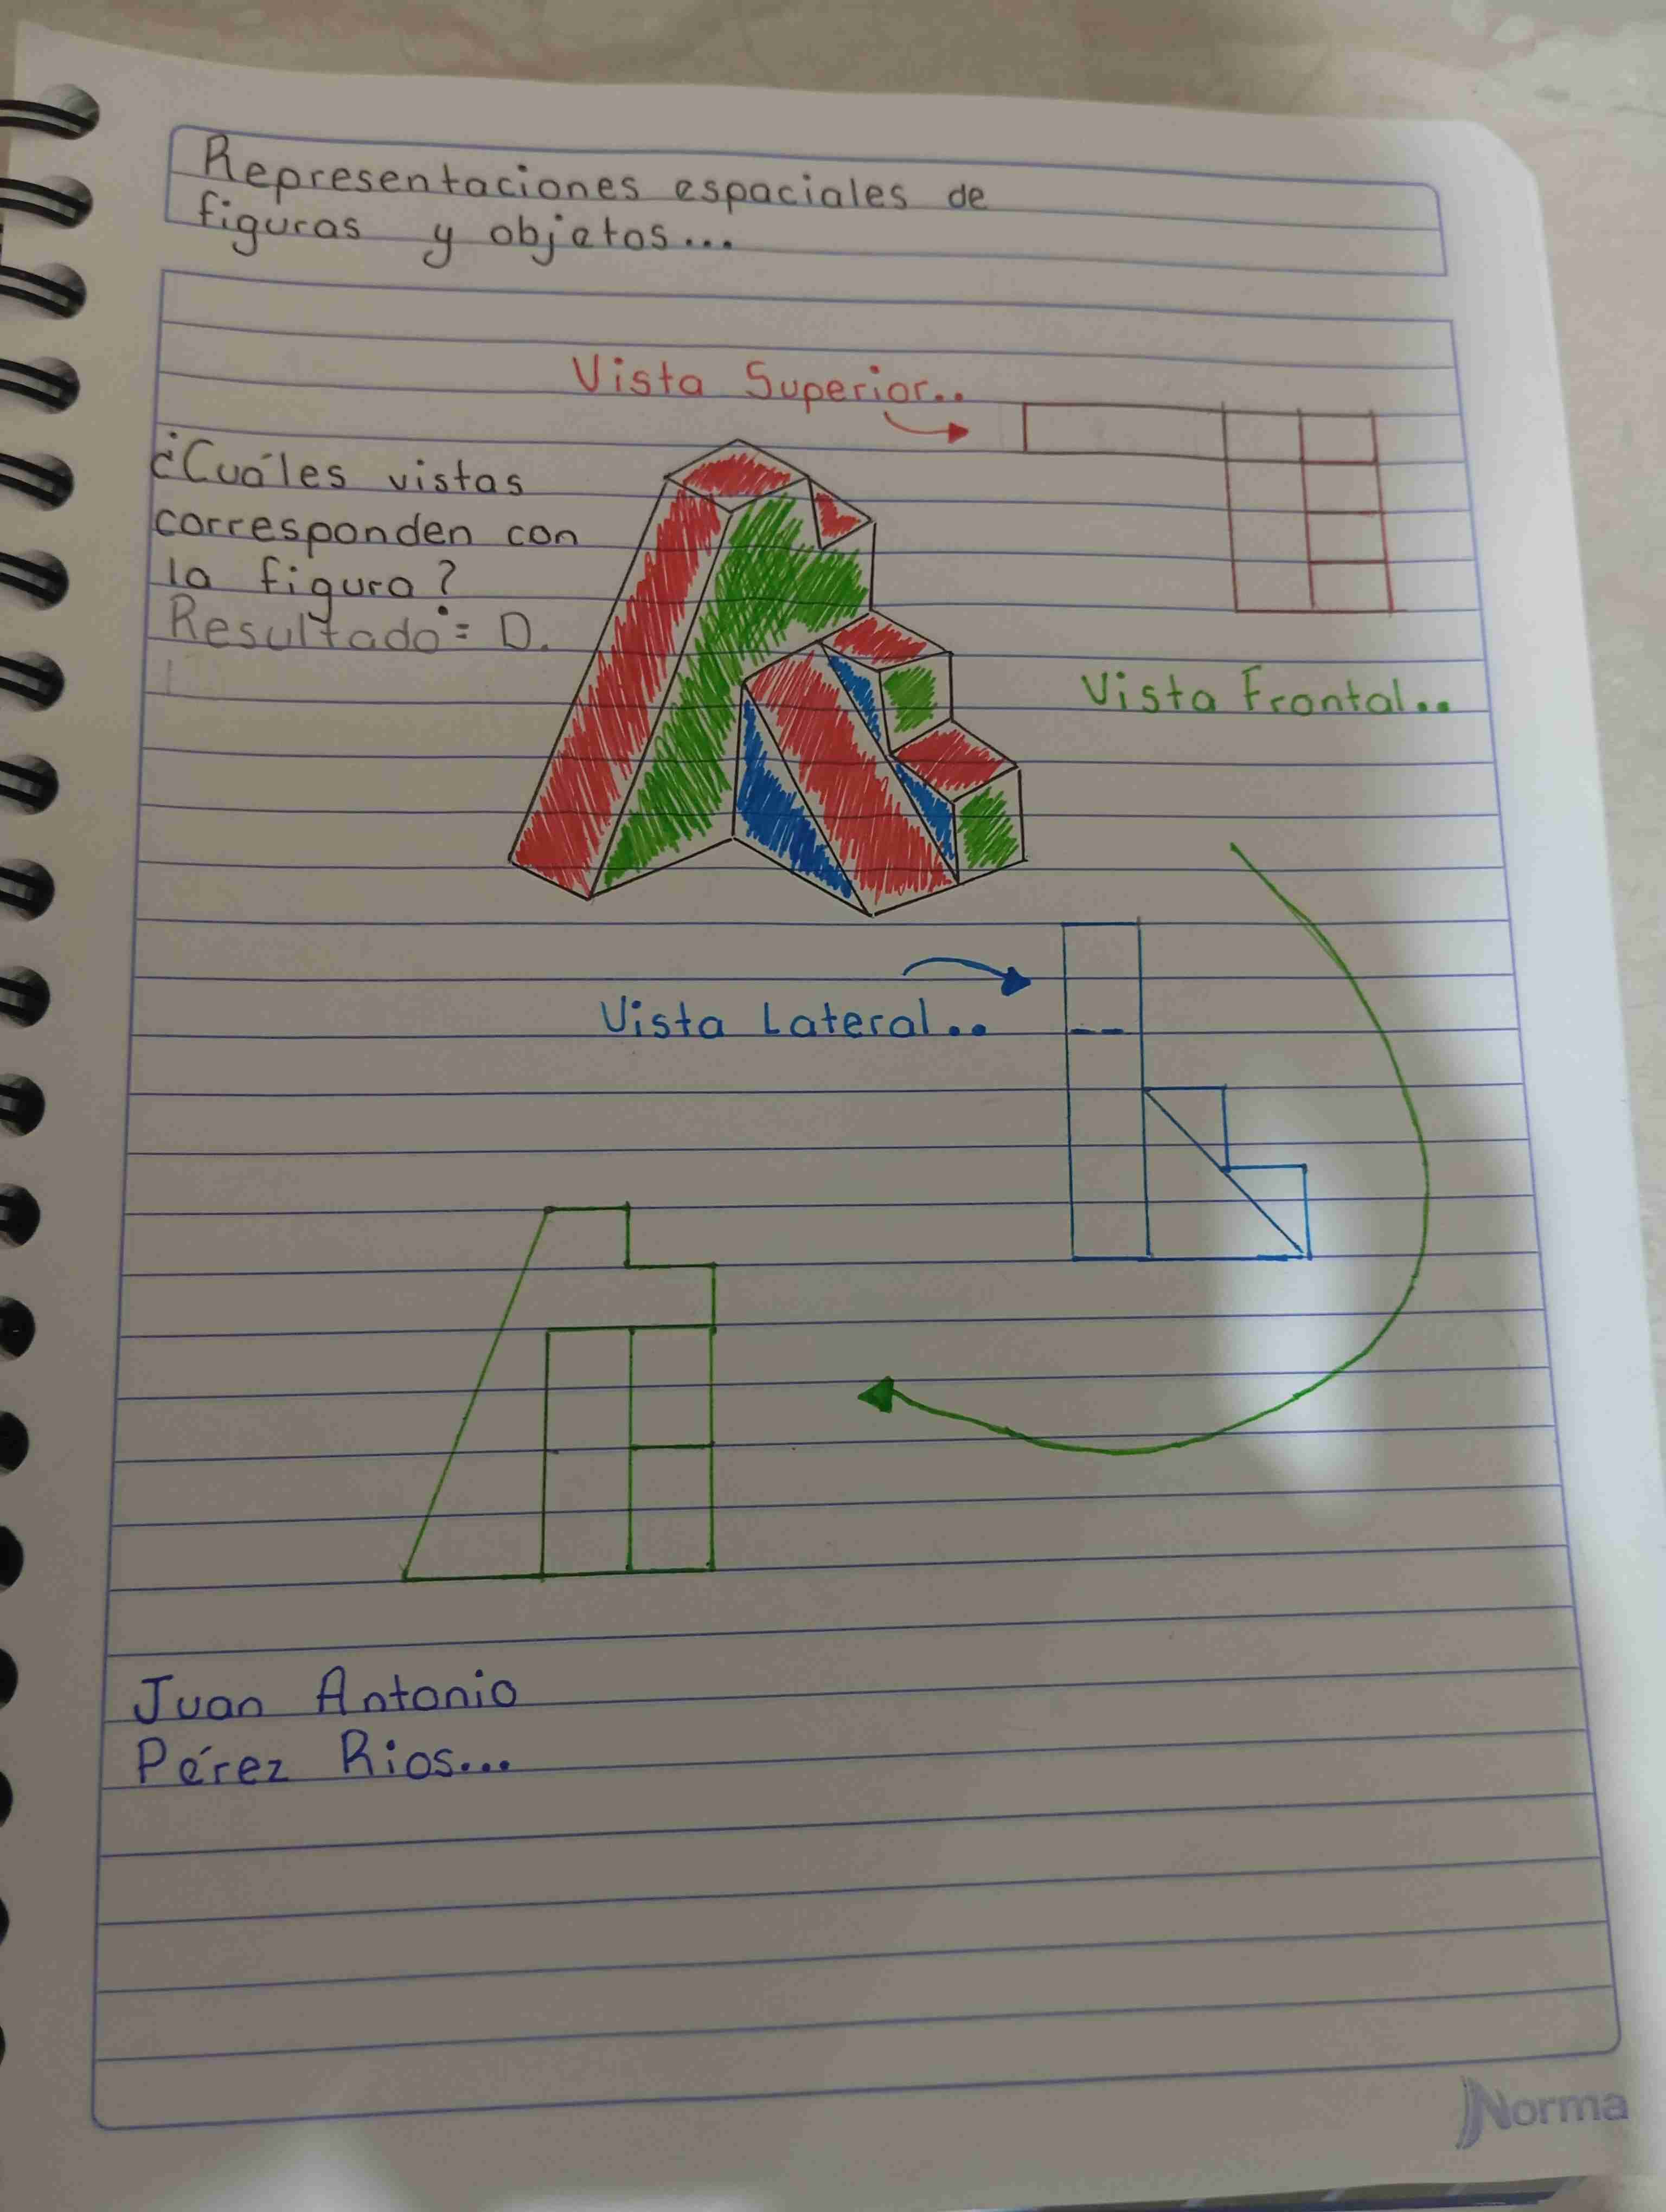 Representaciones espaciales de
figuras y objetos...
Vista Superior..
¿Cuáles vistas
corresponden con
la figura?
Resultado = D.
Vista Frontal..
Vista Lateral..
Juan Antonio
Pérez Rios...
Norma